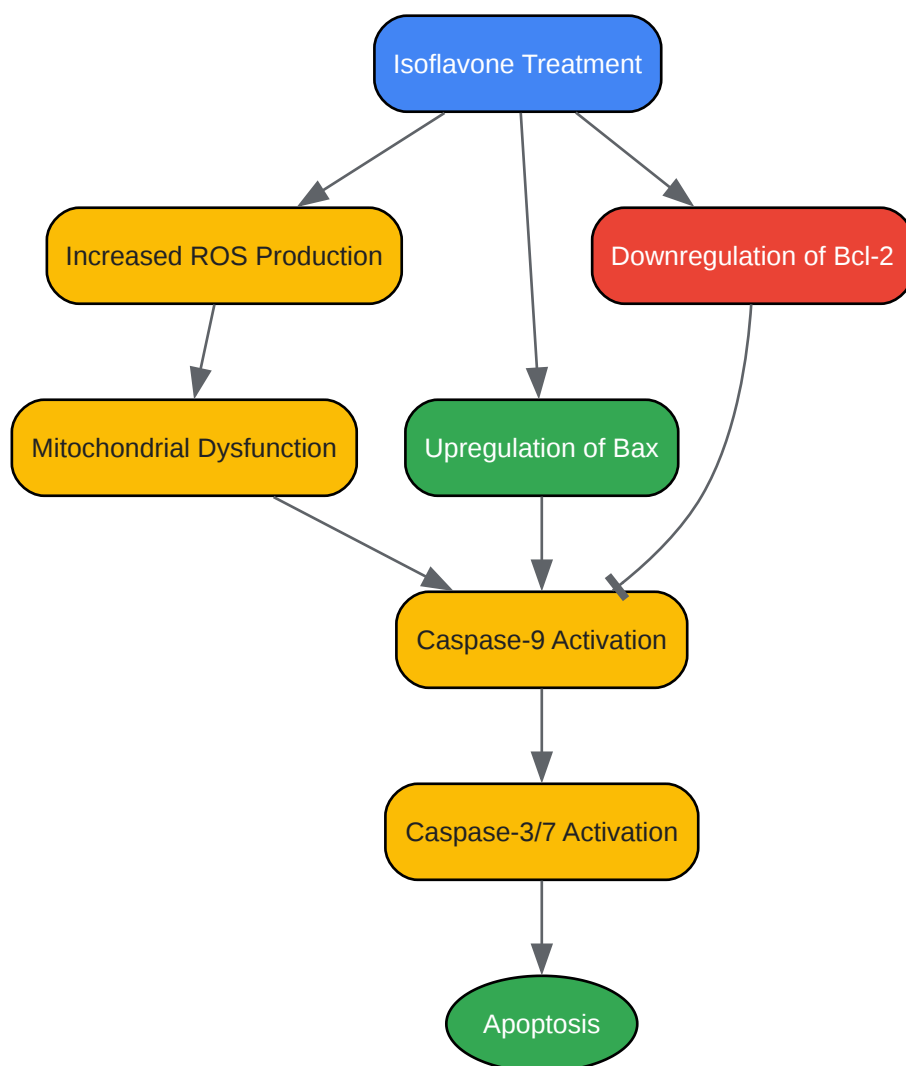 Isoflavone Treatment
Increased ROS Production
Downregulation of Bcl-2
Mitochondrial Dysfunction
Upregulation of Bax
Caspase-9 Activation
Caspase-3/7 Activation
Apoptosis